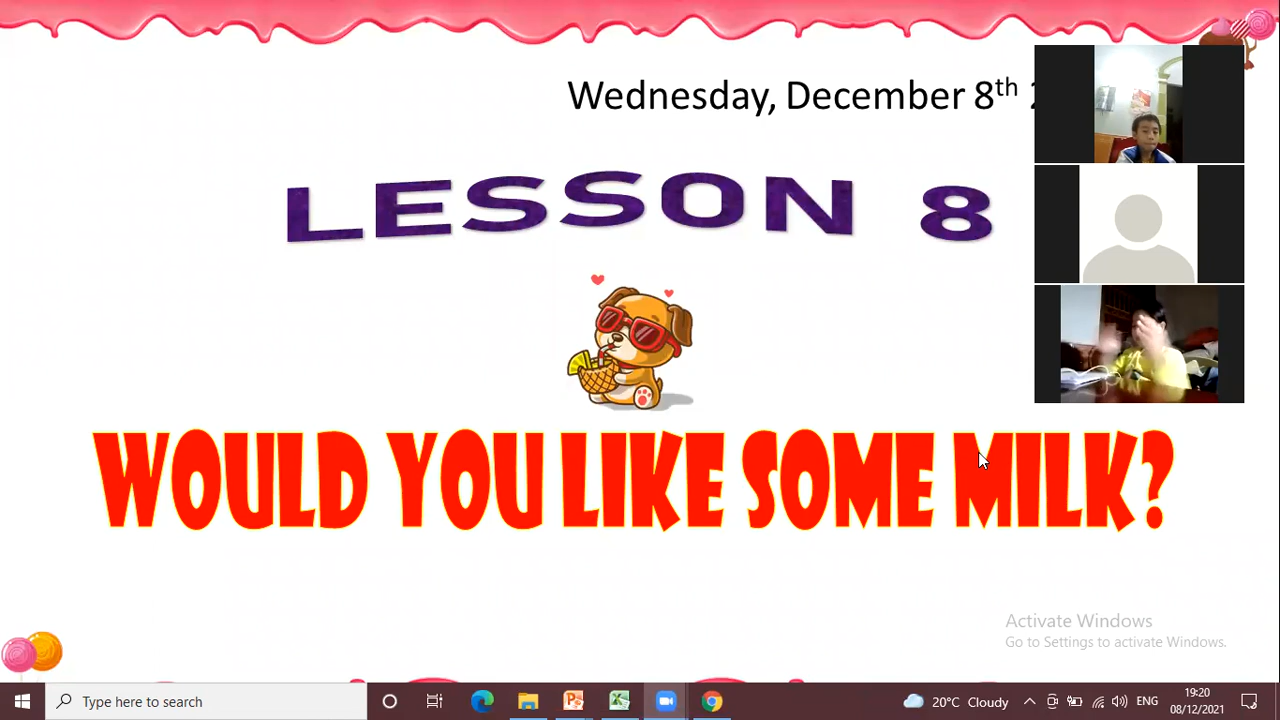 Wednesday, December 8th
LESSON 8
WOULD YOU LIKE SOME MILK?
Activate Windows
Go to Settings to activate Windows.
Type here to search
20°C Cloudy
ENG
19:20
08/12/2021